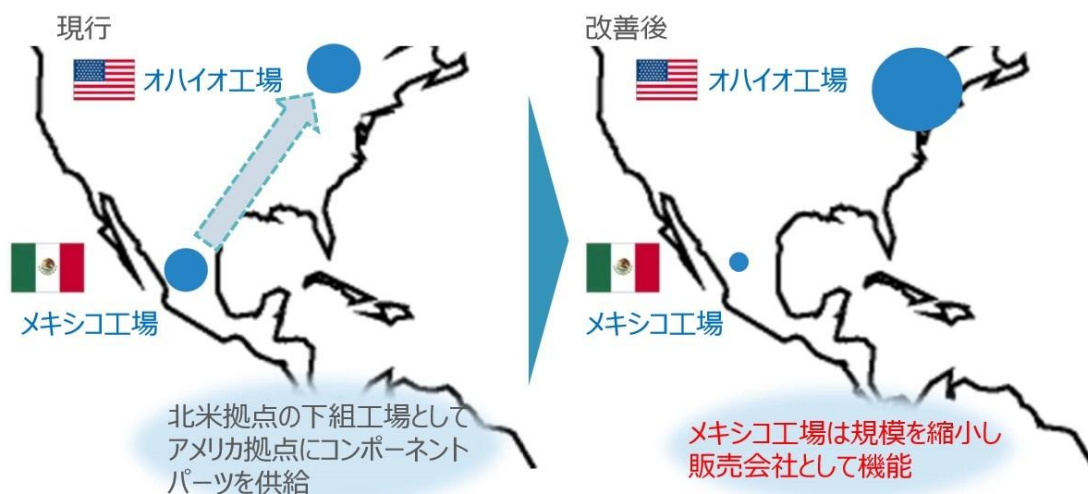 現行
オハイオ工場
メキシコ工場
北米拠点の下組工場として
アメリカ拠点にコンポーネント
パーツを供給
改善後
オハイオ工場
メキシコ工場
メキシコ工場は規模を縮小し
販売会社として機能